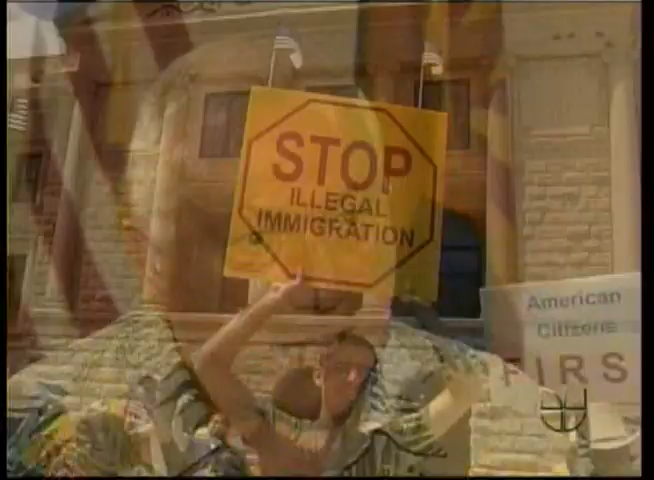 STOP
ILLEGAL
IMMIGRATION
American
Citizens
FIRS